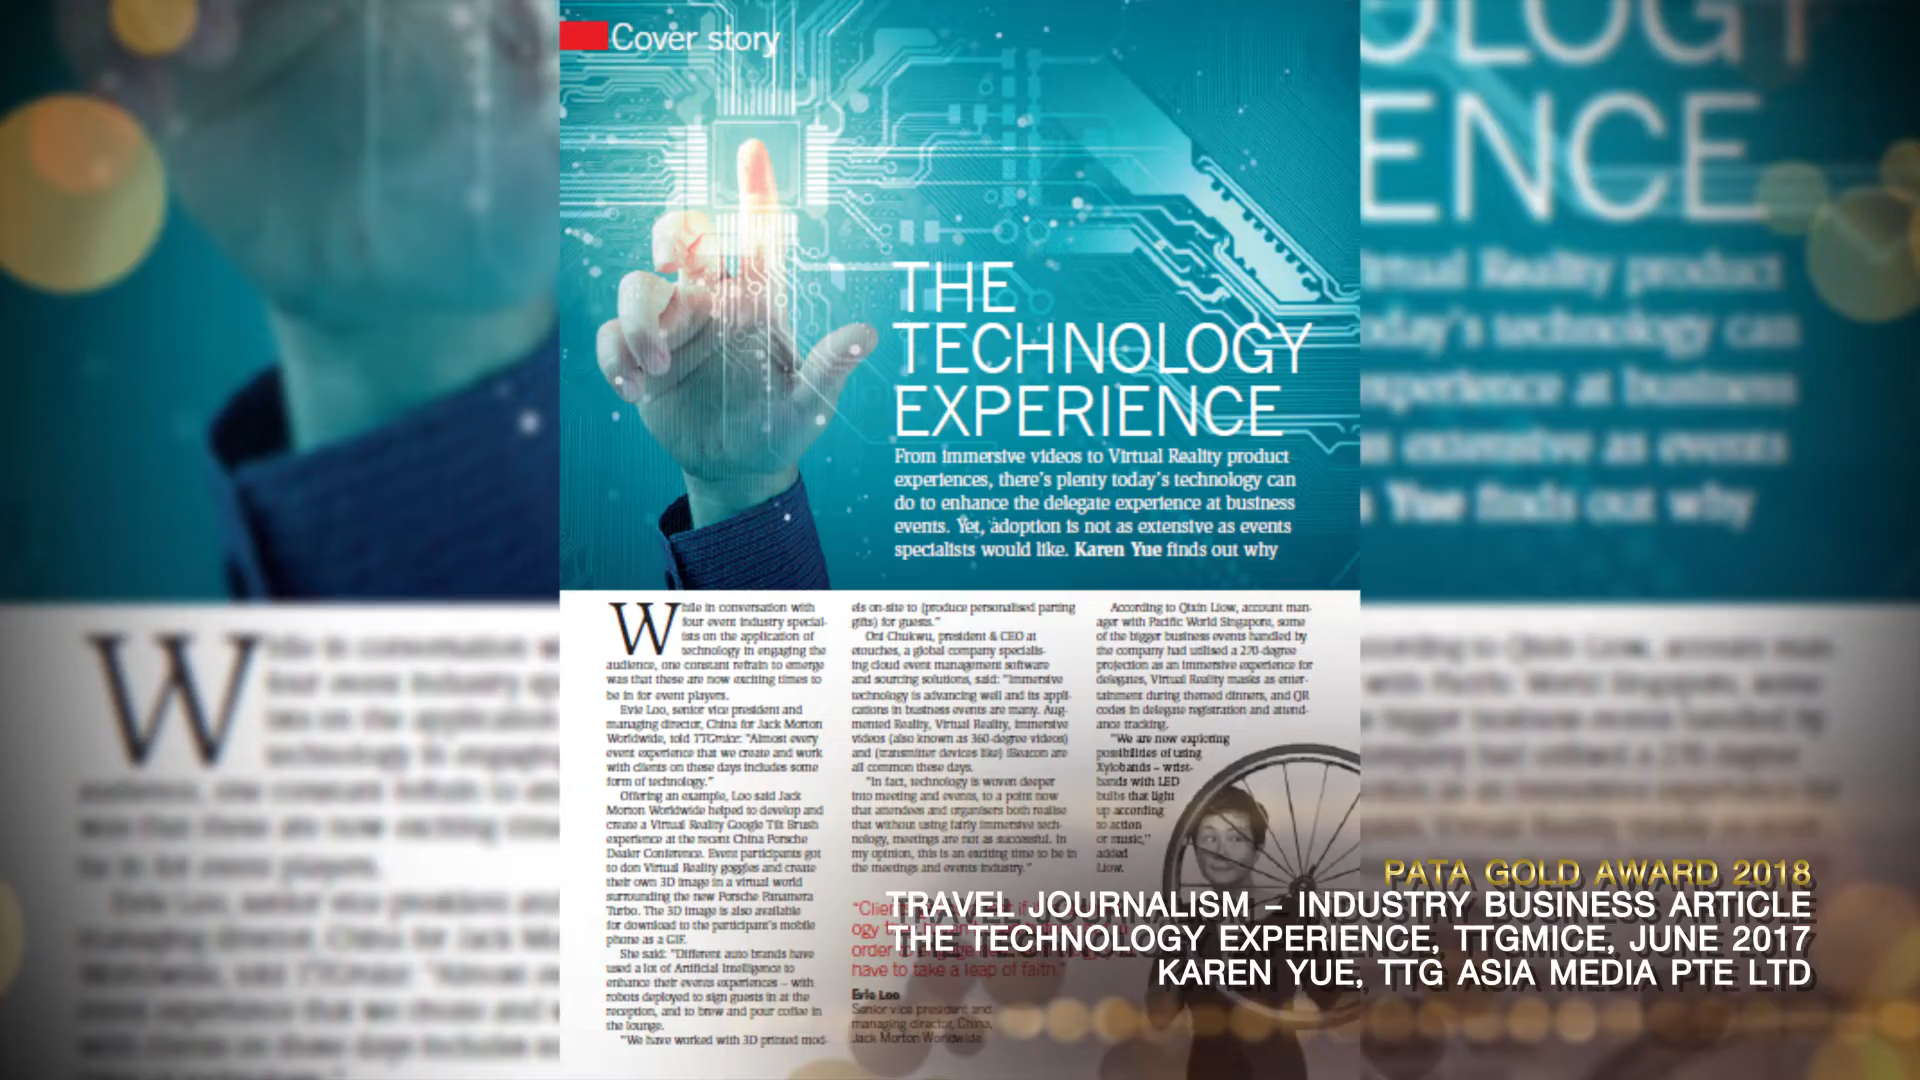 Cover story
THE
TECHNOLOGY
EXPERIENCE
From immersive videos to Virtual Reality product
experiences, there's plenty today's technology can
do to enhance the delegate experience at business
events. Yet, adoption is not as extensive as events
specialists would like. Karen Yue finds out why
While in conversation with
four event industry special-
ists on the application of
technology in engaging the
audience, one constant refrain to emerge
was that these are now exciting times to
be in for event players.
Evie Loo, senior vice president and
managing director, China for Jack Morton
Worldwide, told TTGmice: "Almost every
event experience that we create and work
with clients on these days includes some
form of technology."
Offering an example, Loo said Jack
Morton Worldwide helped to develop and
create a Virtual Reality Google Tilt Brush
experience at the recent China Porsche
Dealer Conference. Event participants got
to don Virtual Reality goggles and create
their own 3D image in a virtual world
surrounding the new Porsche Panamera
Turbo. The 3D image is also available
for download to the participant's mobile
phone as a GIF.
She said: "Different auto brands have
used a lot of Artificial Intelligence to
enhance their events experiences – with
robots deployed to sign guests in at the
reception, and to brew and pour coffee in
the lounge.
"We have worked with 3D printed mod-
els on-site to (produce personalised parting
gifts) for guests."
Oni Chukwu, president & CEO at
etouches, a global company specialis-
ing cloud event management software
and sourcing solutions, said: "Immersive
technology is advancing well and its appli-
cations in business events are many. Aug-
mented Reality, Virtual Reality, immersive
videos (also known as 360-degree videos)
and (transmitter devices like) iBeacon are
all common these days.
"In fact, technology is woven deeper
into meeting and events, to a point now
that attendees and organisers both realise
that without using fairly immersive tech-
nology, meetings are not as successful. In
my opinion, this is an exciting time to be in
the meetings and events industry."
have to take a leap of faith."
Evie Loo
Senior vice president and
managing director, China,
Jack Morton Worldwide
According to Qixin Liow, account man-
ager with Pacific World Singapore, some
of the bigger business events handled by
the company had utilised a 270-degree
projection as an immersive experience for
delegates, Virtual Reality masks as enter-
tainment during themed dinners, and QR
codes in delegate registration and attend-
ance tracking.
"We are now exploring
possibilities of using
Xylobands – wrist-
bands with LED
bulbs that light
up according
to action
or music,"
added
Liow.
PATA GOLD AWARD 2018
TRAVEL JOURNALISM – INDUSTRY BUSINESS ARTICLE
THE TECHNOLOGY EXPERIENCE, TTGMICE, JUNE 2017
KAREN YUE, TTG ASIA MEDIA PTE LTD